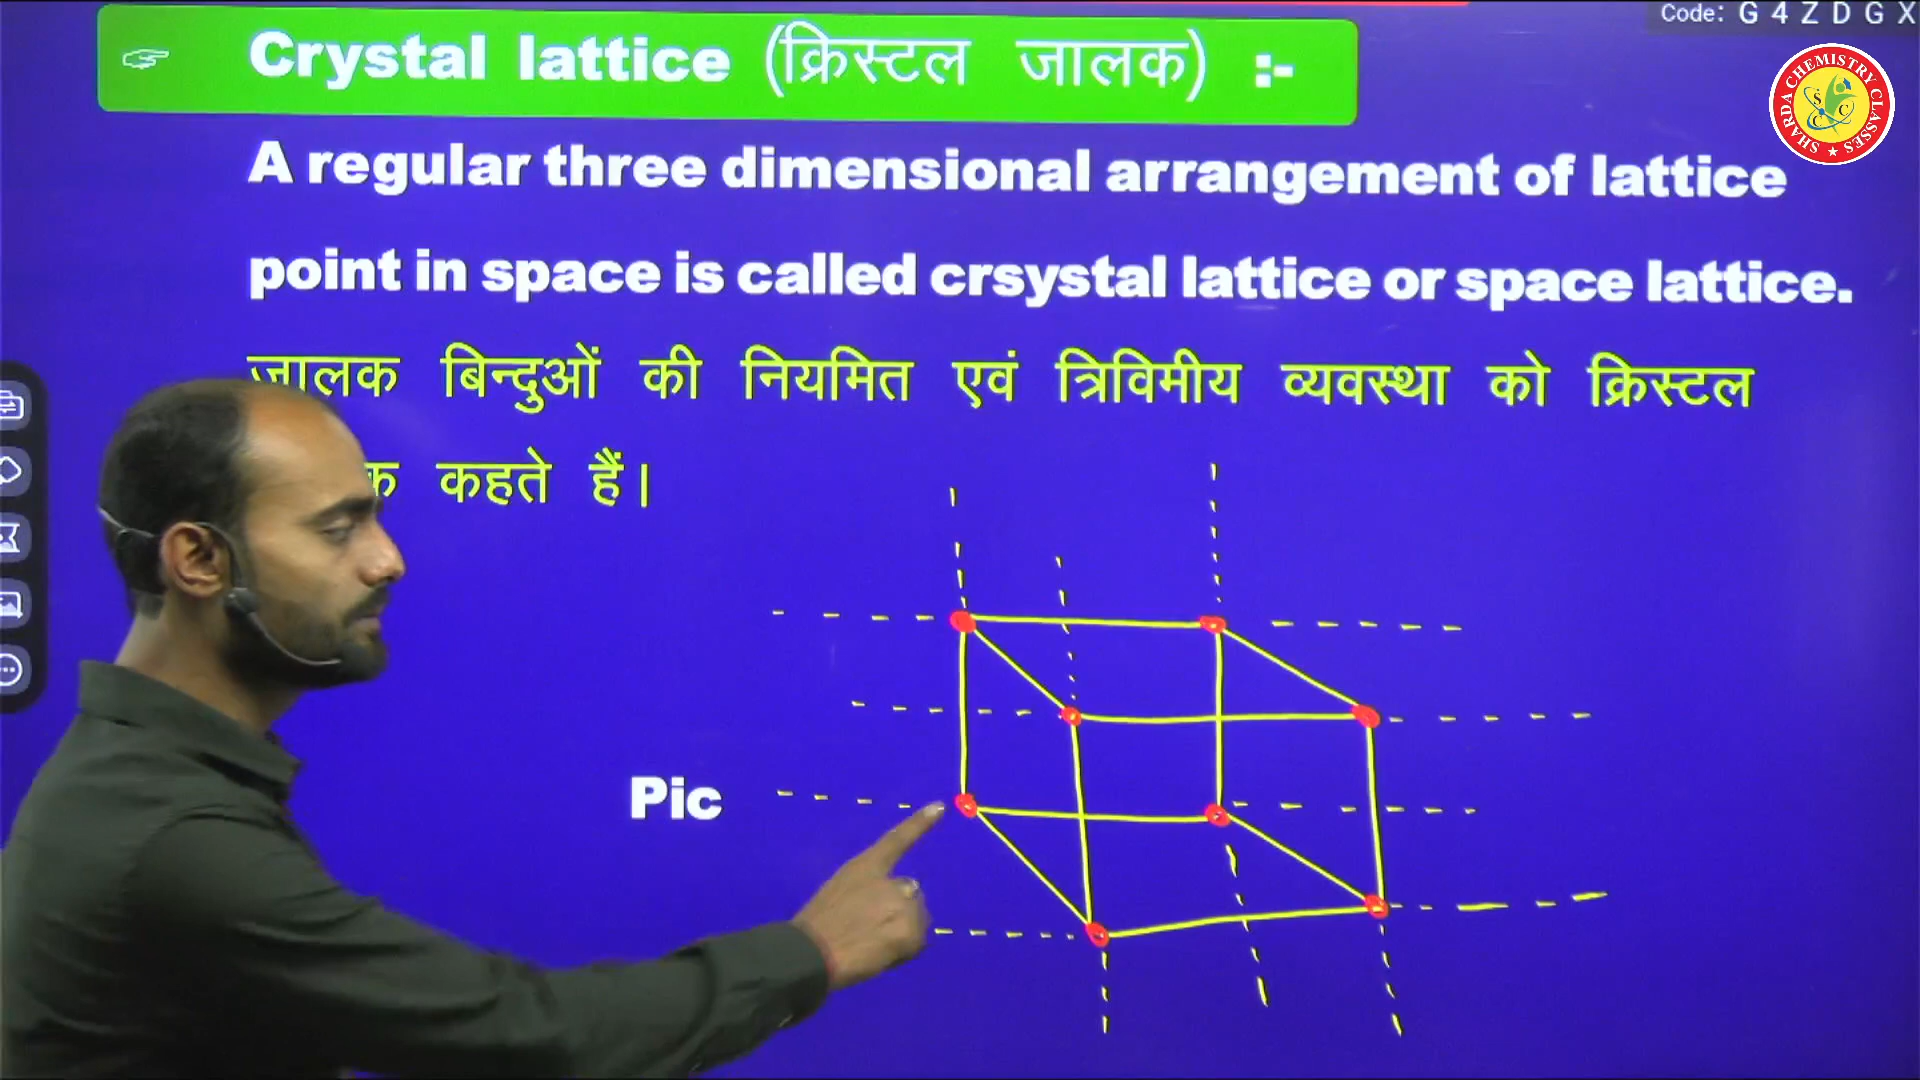 Code: G 4 Z D G X
☞ Crystal lattice (क्रिस्टल जालक) :-
SHARDA CHEMISTRY CLASSES ★
S C C
A regular three dimensional arrangement of lattice
point in space is called crsystal lattice or space lattice.
जालक बिन्दुओं की नियमित एवं त्रिविमीय व्यवस्था को क्रिस्टल
कहते हैं।
Pic